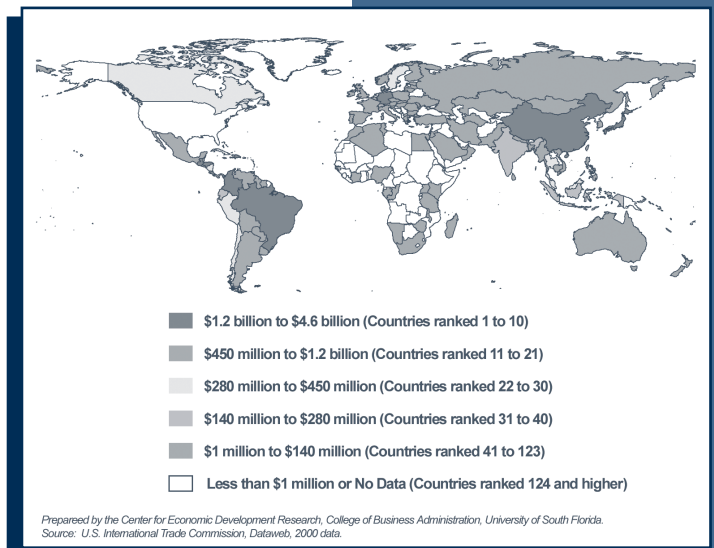 $1.2 billion to $4.6 billion (Countries ranked 1 to 10)
$450 million to $1.2 billion (Countries ranked 11 to 21)
$280 million to $450 million (Countries ranked 22 to 30)
$140 million to $280 million (Countries ranked 31 to 40)
$1 million to $140 million (Countries ranked 41 to 123)
Less than $1 million or No Data (Countries ranked 124 and higher)
Prepareed by the Center for Economic Development Research, College of Business Administration, University of South Florida.
Source: U.S. International Trade Commission, Dataweb, 2000 data.